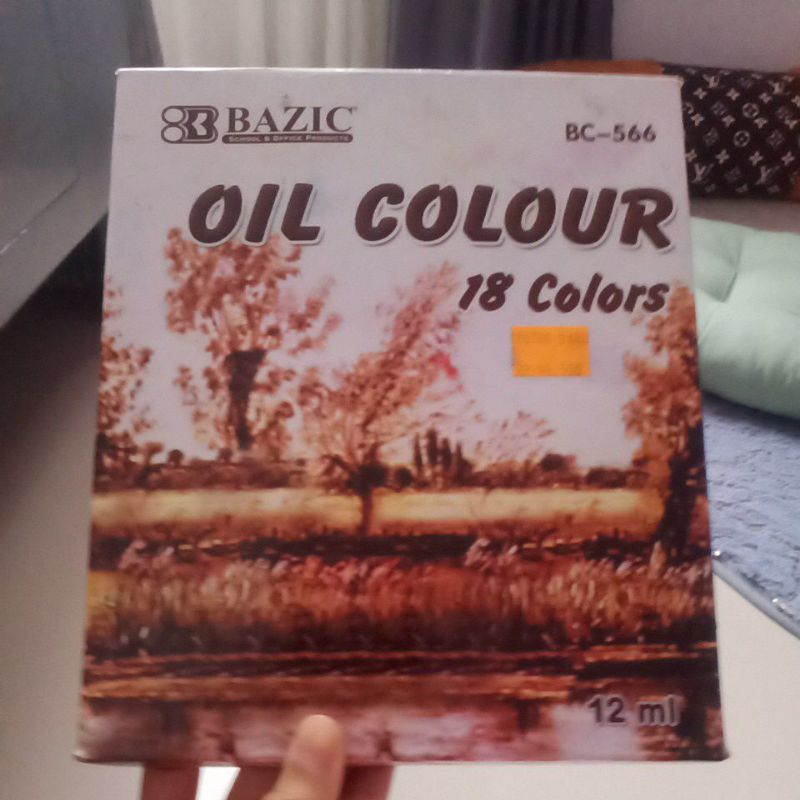 BAZIC
SCHOOL & OFFICE PRODUCTS
BC-566
OIL COLOUR
18 Colors
12 ml